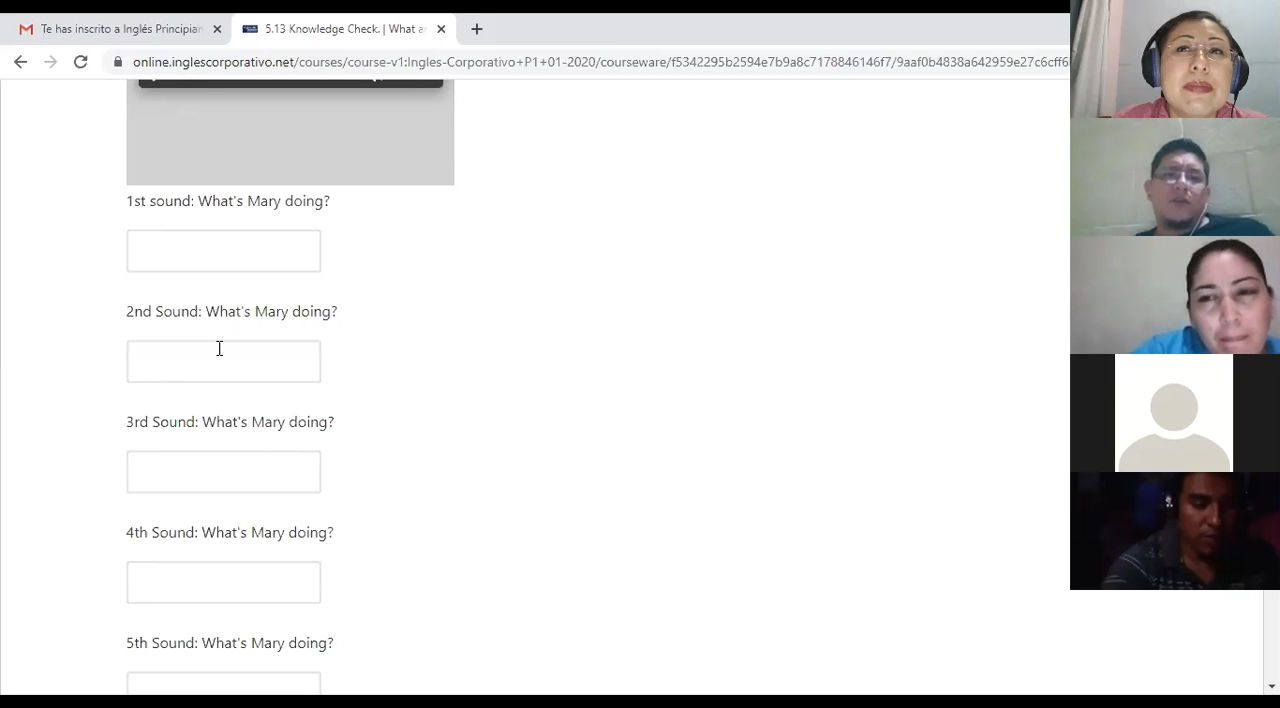 Te has inscrito a Inglés Principian
5.13 Knowledge Check. | What a
online.inglescorporativo.net/courses/course-v1:Ingles-Corporativo+P1+01-2020/courseware/f5342295b2594e7b9a8c7178846146f7/9aaf0b4838a642959e27c6cff6
1st sound: What's Mary doing?
2nd Sound: What's Mary doing?
3rd Sound: What's Mary doing?
4th Sound: What's Mary doing?
5th Sound: What's Mary doing?